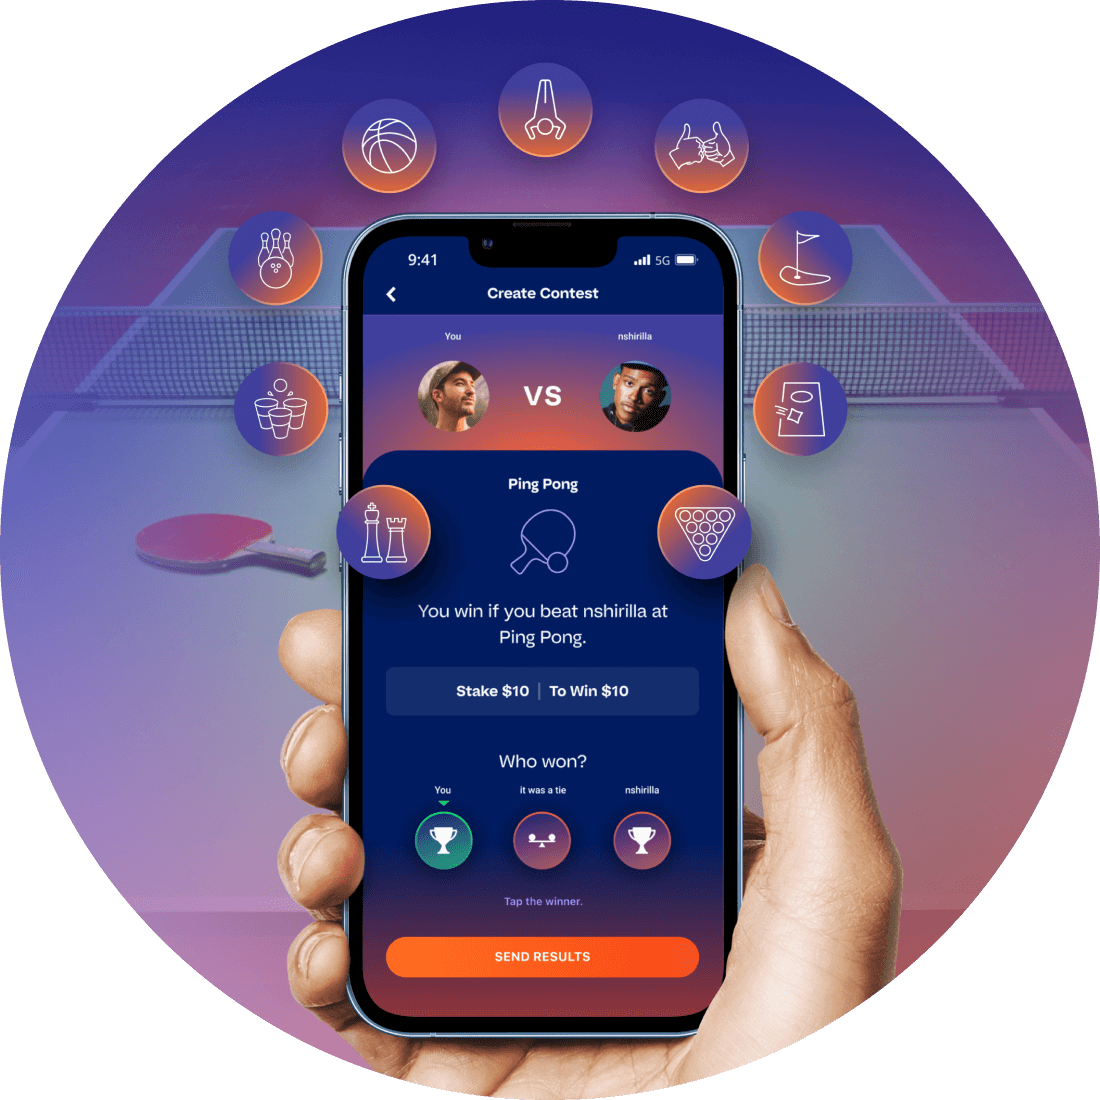 9:41
5G
Create Contest
You
nshirilla
VS
Ping Pong
You win if you beat nshirilla at
Ping Pong.
Stake $10 | To Win $10
Who won?
You
it was a tie
nshirilla
Tap the winner.
SEND RESULTS